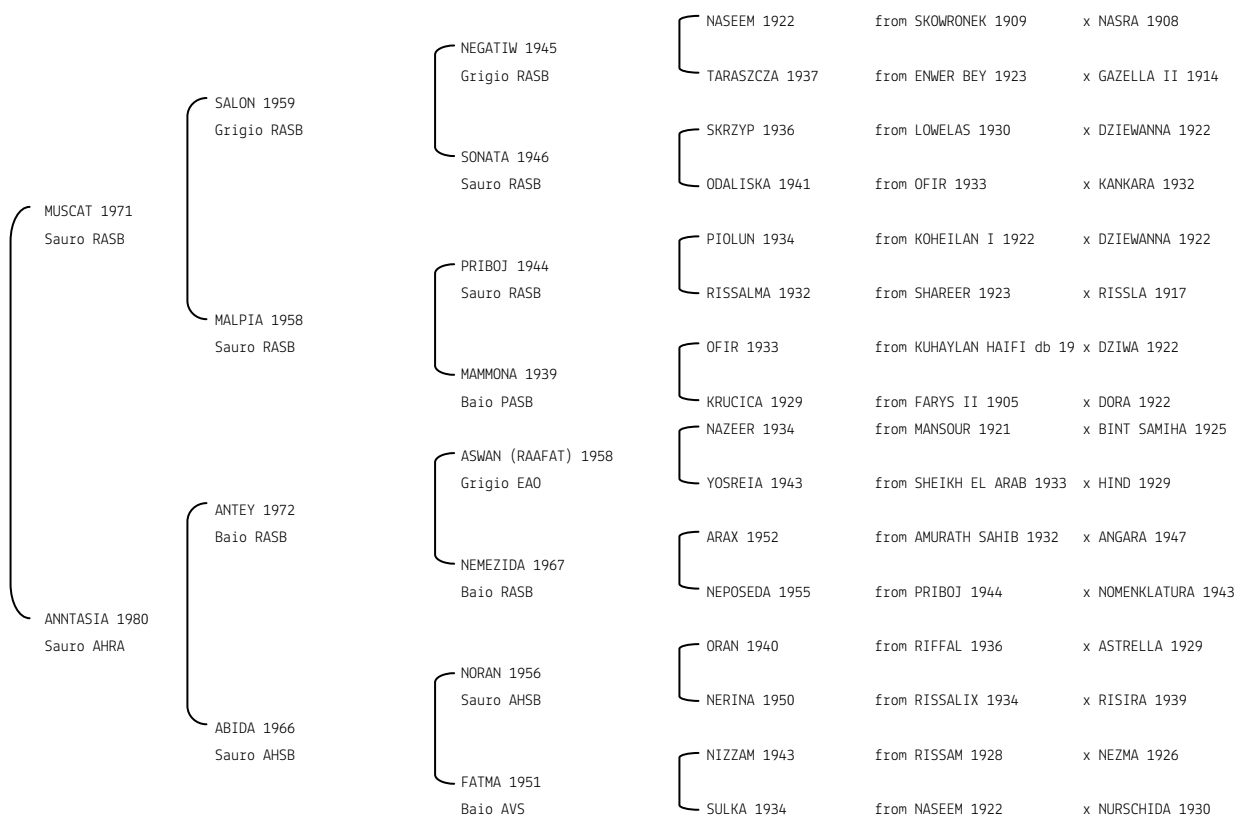 NASEEM 1922 from SKOWRONEK 1909 x NASRA 1908
NEGATIW 1945
Grigio RASB TARASZCZA 1937 from ENWER BEY 1923 x GAZELLA II 1914
SALON 1959
Grigio RASB SKRZYP 1936 from LOWELAS 1930 x DZIEWANNA 1922
SONATA 1946
Sauro RASB ODALISKA 1941 from OFIR 1933 x KANKARA 1932
MUSCAT 1971
Sauro RASB PIOLUN 1934 from KOHEILAN I 1922 x DZIEWANNA 1922
PRIBOJ 1944
Sauro RASB RISSALMA 1932 from SHAREER 1923 x RISSLA 1917
MALPIA 1958
Sauro RASB OFIR 1933 from KUHAYLAN HAIFI db 19 x DZIWA 1922
MAMMONA 1939
Baio PASB KRUCICA 1929 from FARYS II 1905 x DORA 1922
NAZEER 1934 from MANSOUR 1921 x BINT SAMIHA 1925
ASWAN (RAAFAT) 1958
Grigio EAO YOSREIA 1943 from SHEIKH EL ARAB 1933 x HIND 1929
ANTEY 1972
Baio RASB ARAX 1952 from AMURATH SAHIB 1932 x ANGARA 1947
NEMEZIDA 1967
Baio RASB NEPOSEDA 1955 from PRIBOJ 1944 x NOMENKLATURA 1943
ANNTASIA 1980
Sauro AHRA ORAN 1940 from RIFFAL 1936 x ASTRELLA 1929
NORAN 1956
Sauro AHSB NERINA 1950 from RISSALIX 1934 x RISIRA 1939
ABIDA 1966
Sauro AHSB NIZZAM 1943 from RISSAM 1928 x NEZMA 1926
FATMA 1951
Baio AVS SULKA 1934 from NASEEM 1922 x NURSCHIDA 1930